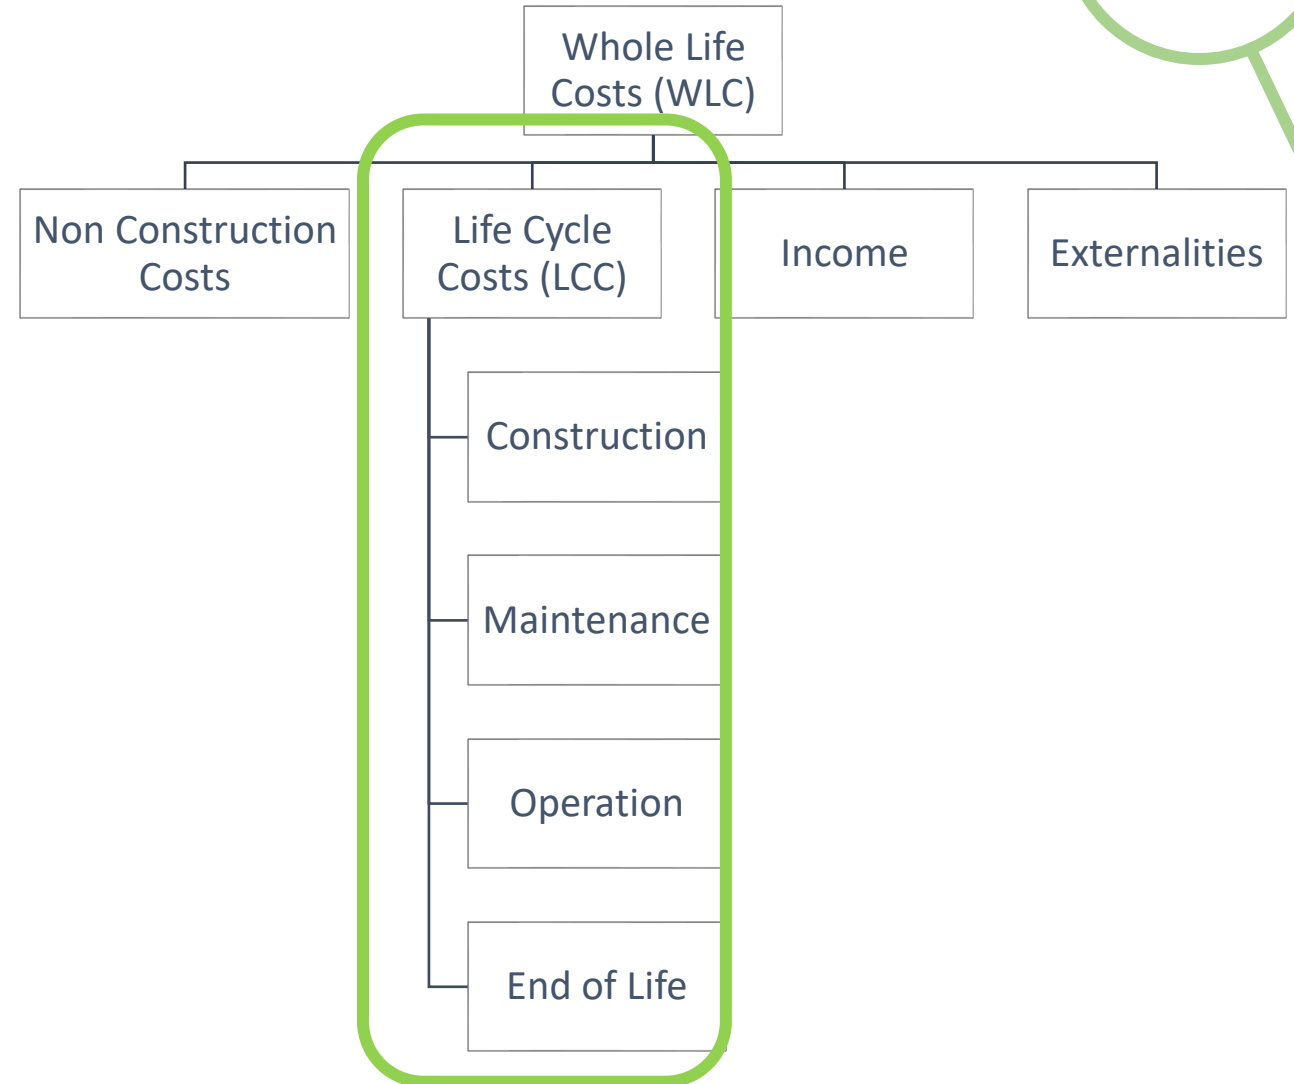 Whole Life
Costs (WLC)
Non Construction
Costs
Life Cycle
Costs (LCC)
Income
Externalities
Construction
Maintenance
Operation
End of Life